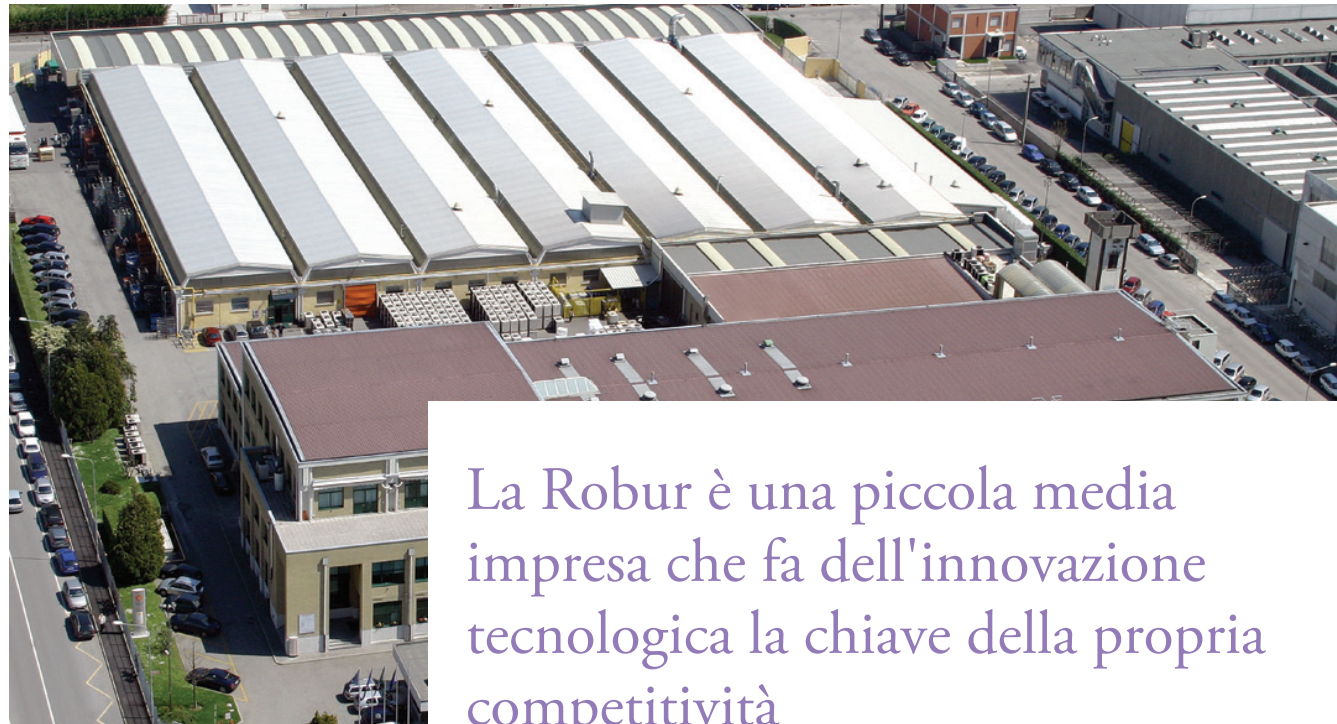 La Robur è una piccola media
impresa che fa dell'innovazione
tecnologica la chiave della propria
competitività